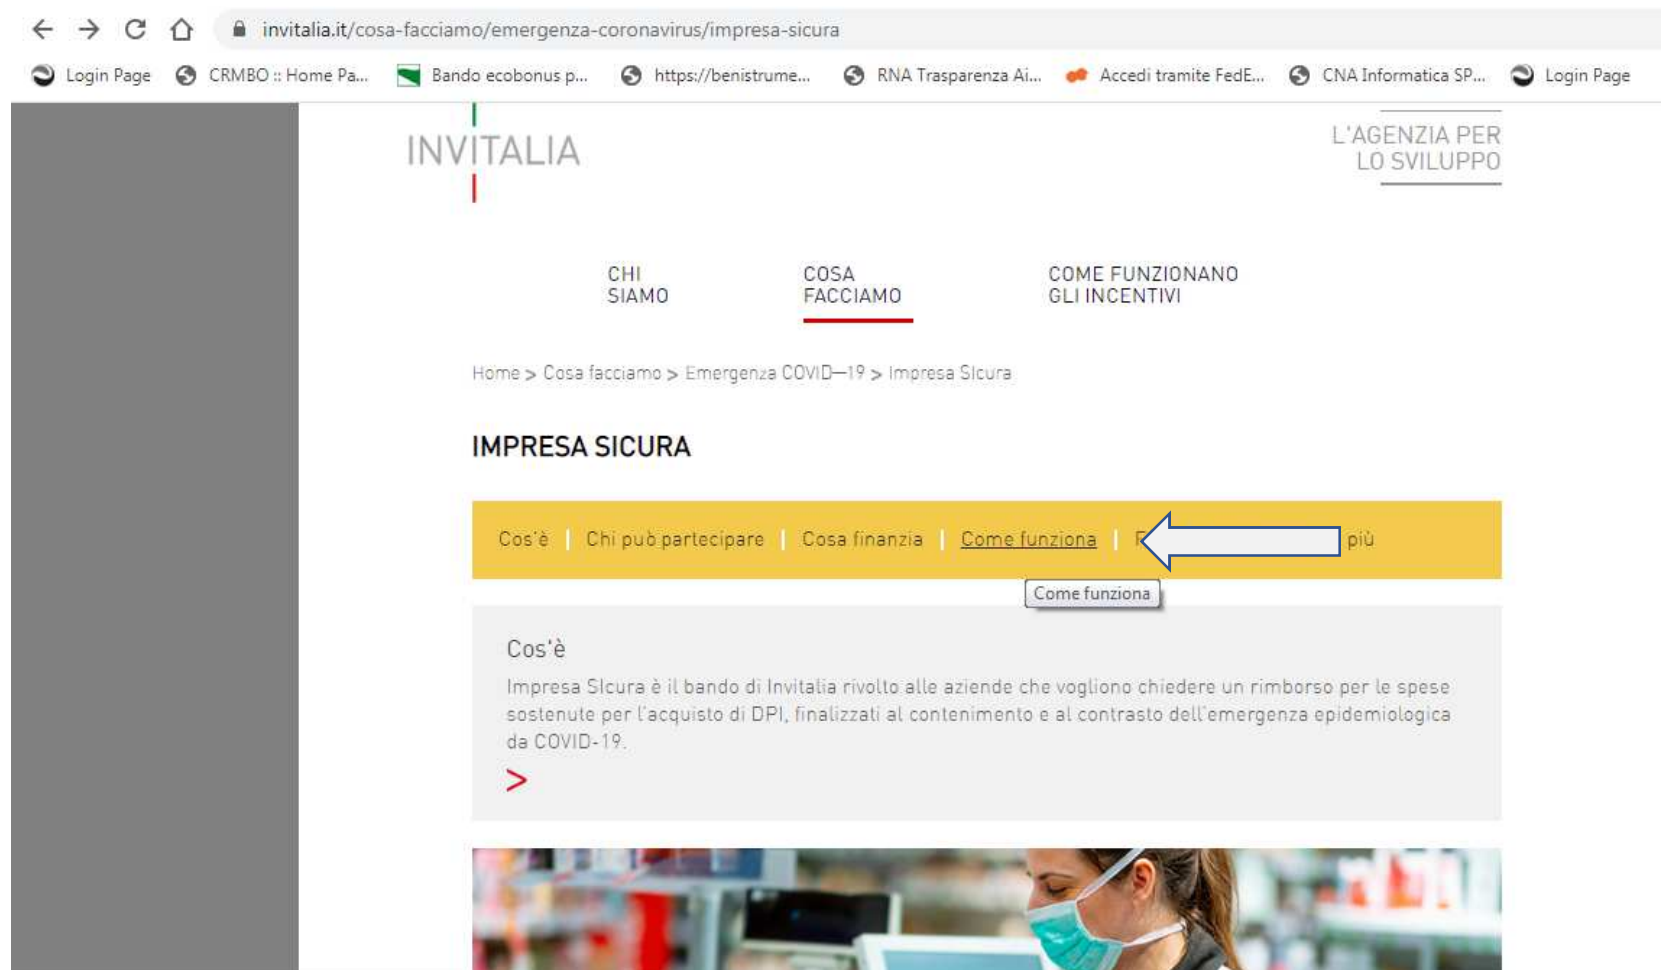 invitalia.it/cosa-facciamo/emergenza-coronavirus/impresa-sicura
Login Page CRMBO :: Home Pa... Bando ecobonus p... https://benistrume... RNA Trasparenza Ai... Accedi tramite FedE... CNA Informatica SP... Login Page
INVITALIA
L'AGENZIA PER
LO SVILUPPO
CHI
SIAMO
COSA
FACCIAMO
COME FUNZIONANO
GLI INCENTIVI
Home > Cosa facciamo > Emergenza COVID—19 > Impresa SIcura
IMPRESA SICURA
Cos'è | Chi può partecipare | Cosa finanzia | Come funziona | più
Come funziona
Cos'è
Impresa SIcura è il bando di Invitalia rivolto alle aziende che vogliono chiedere un rimborso per le spese
sostenute per l'acquisto di DPI, finalizzati al contenimento e al contrasto dell'emergenza epidemiologica
da COVID-19.
>